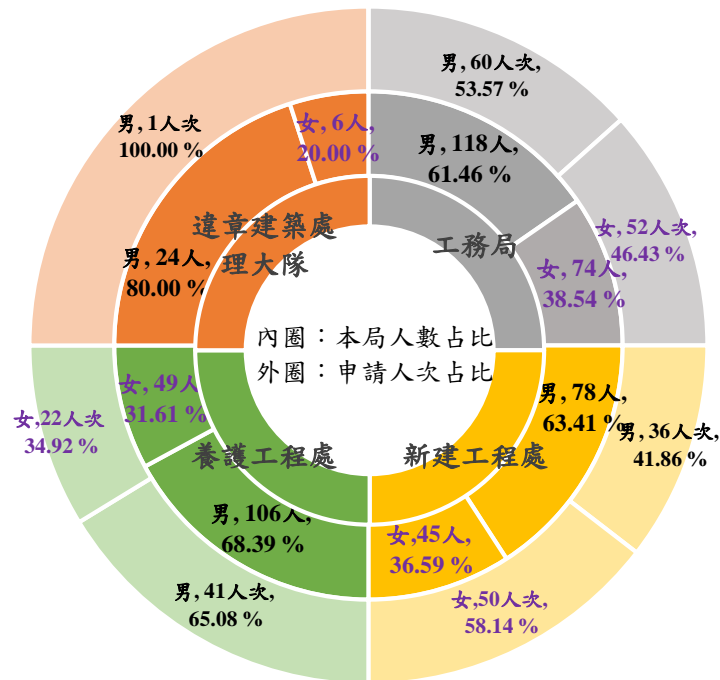 男, 60人次,
53.57 %
男, 1人次
100.00 %
女, 6人,
20.00 %
男, 118人,
61.46 %
女, 52人次,
46.43 %
違章建築處
理大隊
工務局
男, 24人,
80.00 %
女, 74人,
38.54 %
內圈：本局人數占比
外圈：申請人次占比
女, 49人,
31.61 %
男, 78人,
63.41 %
女,22人次
34.92 %
男, 36人次,
41.86 %
養護工程處
新建工程處
男, 106人,
68.39 %
女,45人,
36.59 %
男, 41人次,
65.08 %
女,50人次,
58.14 %